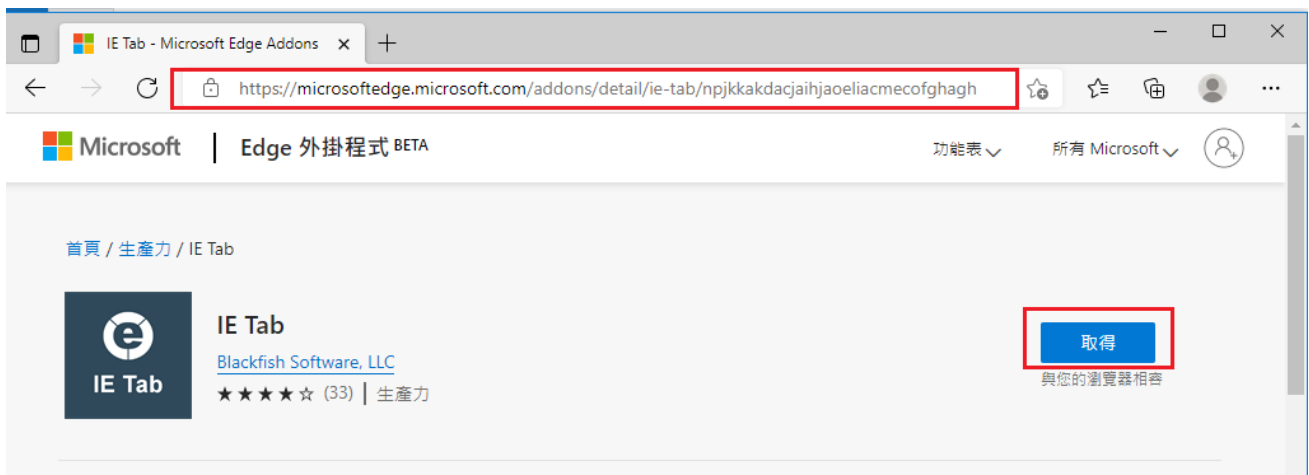 IE Tab - Microsoft Edge Addons
https://microsoftedge.microsoft.com/addons/detail/ie-tab/npjkkakdacjaihjaoeliacmecofghagh
Microsoft | Edge 外掛程式 BETA 功能表 所有 Microsoft
首頁 / 生產力 / IE Tab
IE Tab
IE Tab
取得
Blackfish Software, LLC
與您的瀏覽器相容
★★★★☆ (33) | 生產力